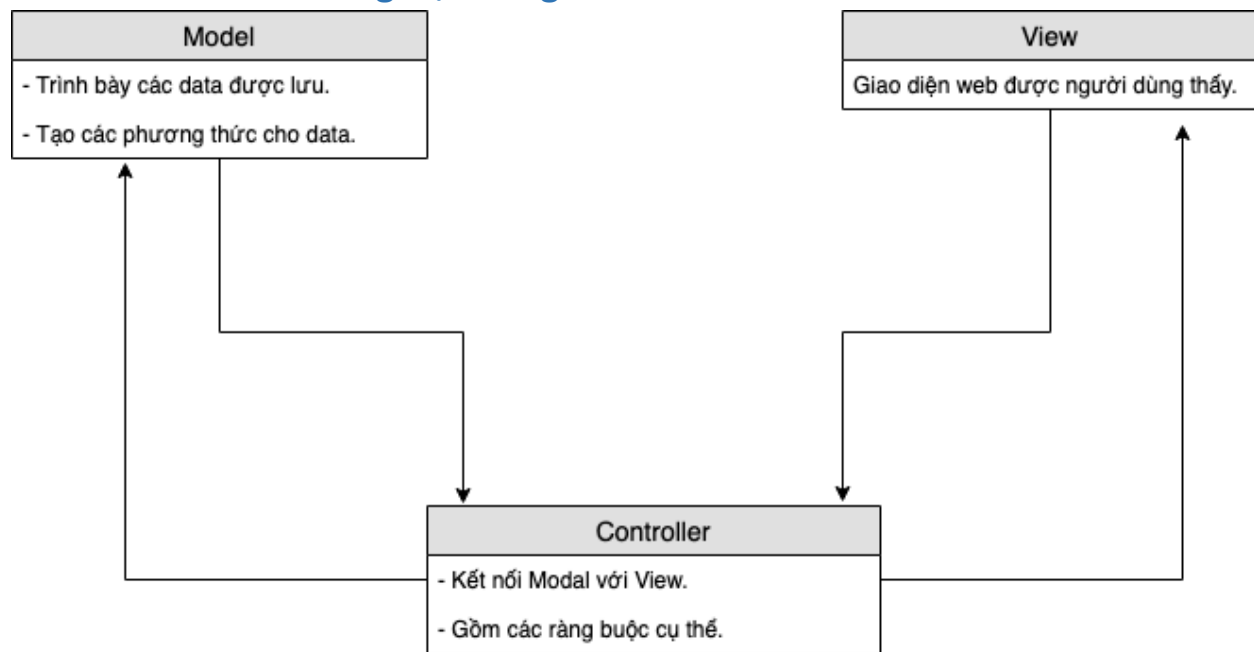 Model
- Trình bày các data được lưu.
- Tạo các phương thức cho data.
View
Giao diện web được người dùng thấy.
Controller
- Kết nối Modal với View.
- Gồm các ràng buộc cụ thể.